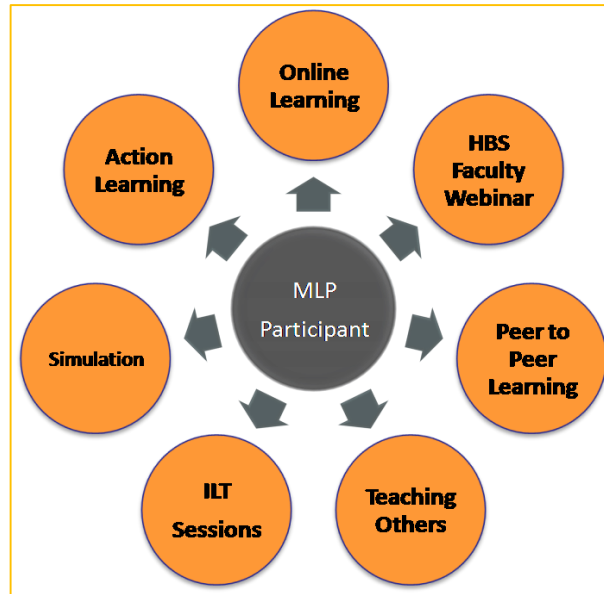 Online
Learning
HBS
Faculty
Webinar
Peer to
Peer
Learning
Teaching
Others
ILT
Sessions
Simulation
Action
Learning
MLP
Participant